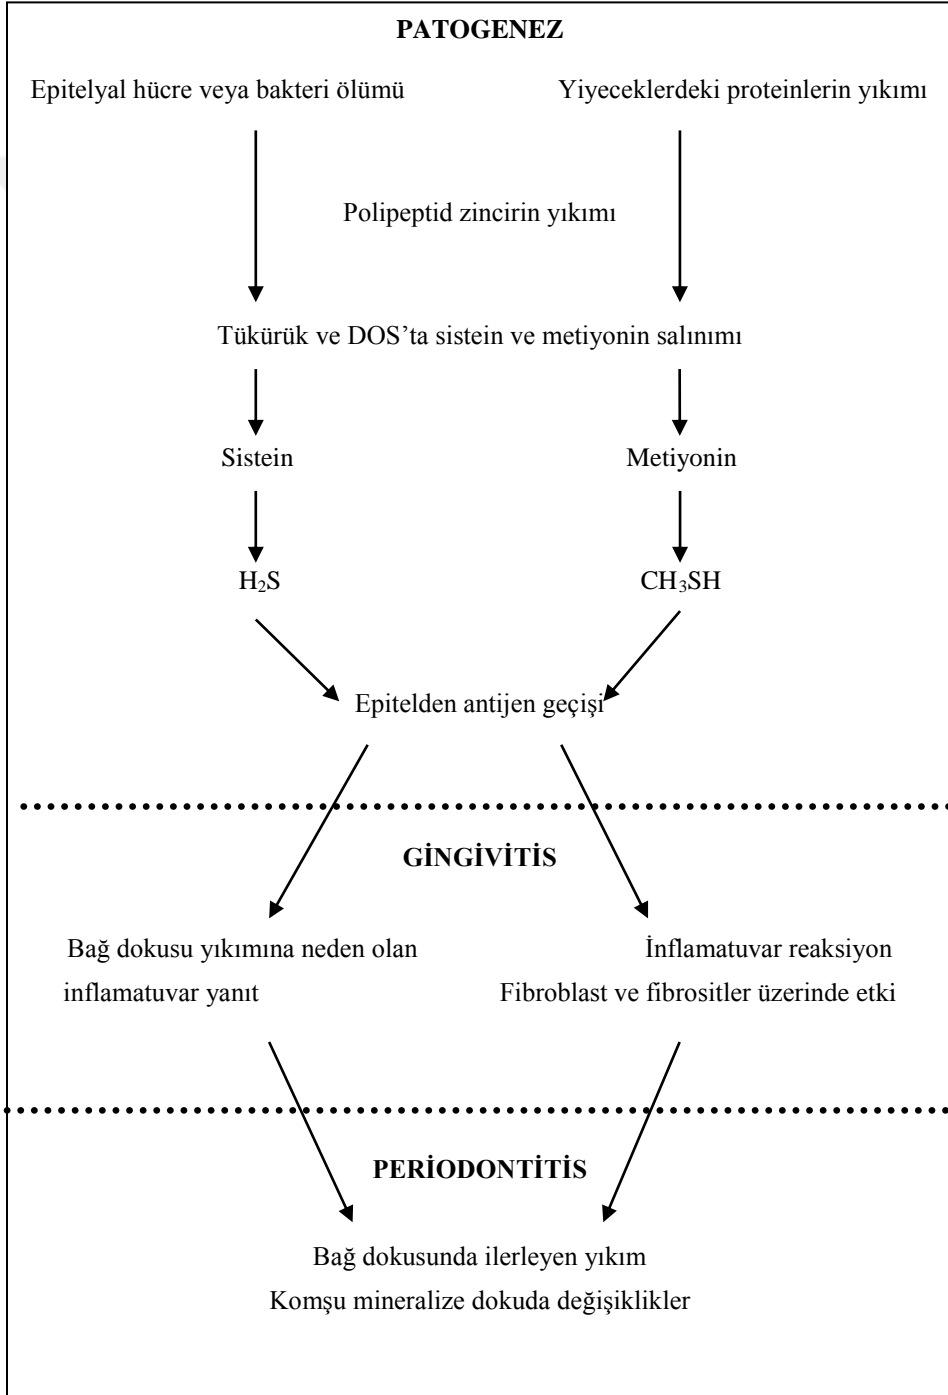 PATOGENEZ
Epitelyal hücre veya bakteri ölümü
Yiyeceklerdeki proteinlerin yıkımı
Polipeptid zincirin yıkımı
Tükürük ve DOS’ta sistein ve metiyonin salınımı
Sistein
Metiyonin
H₂S
CH₃SH
Epitelden antijen geçişi
GİNGİVİTİS
Bağ dokusu yıkımına neden olan
inflamatuvar yanıt
İnflamatuvar reaksiyon
Fibroblast ve fibrositler üzerinde etki
PERİODONTİTİS
Bağ dokusunda ilerleyen yıkım
Komşu mineralize dokuda değişiklikler